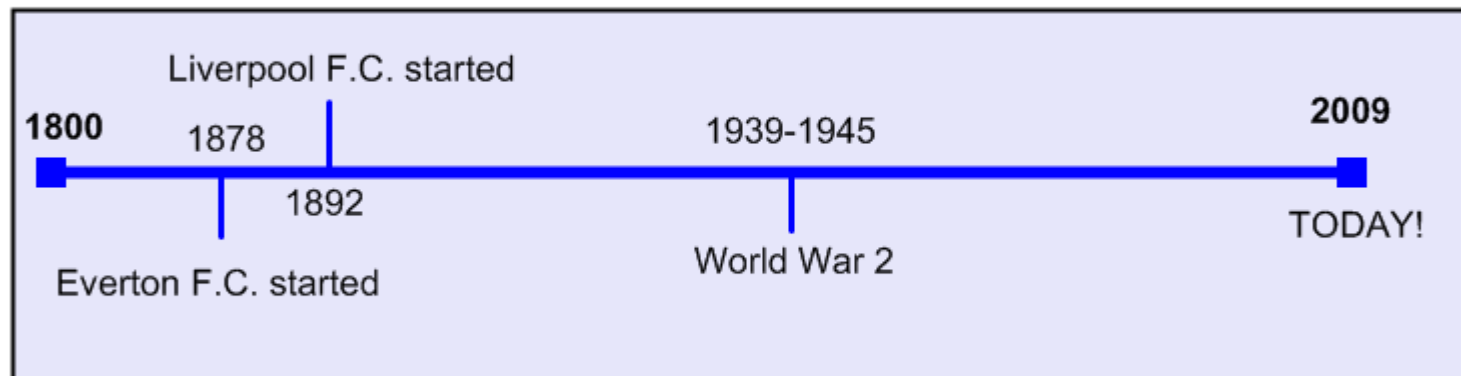 Liverpool F.C. started
1800
1878
1939-1945
2009
1892
TODAY!
Everton F.C. started
World War 2